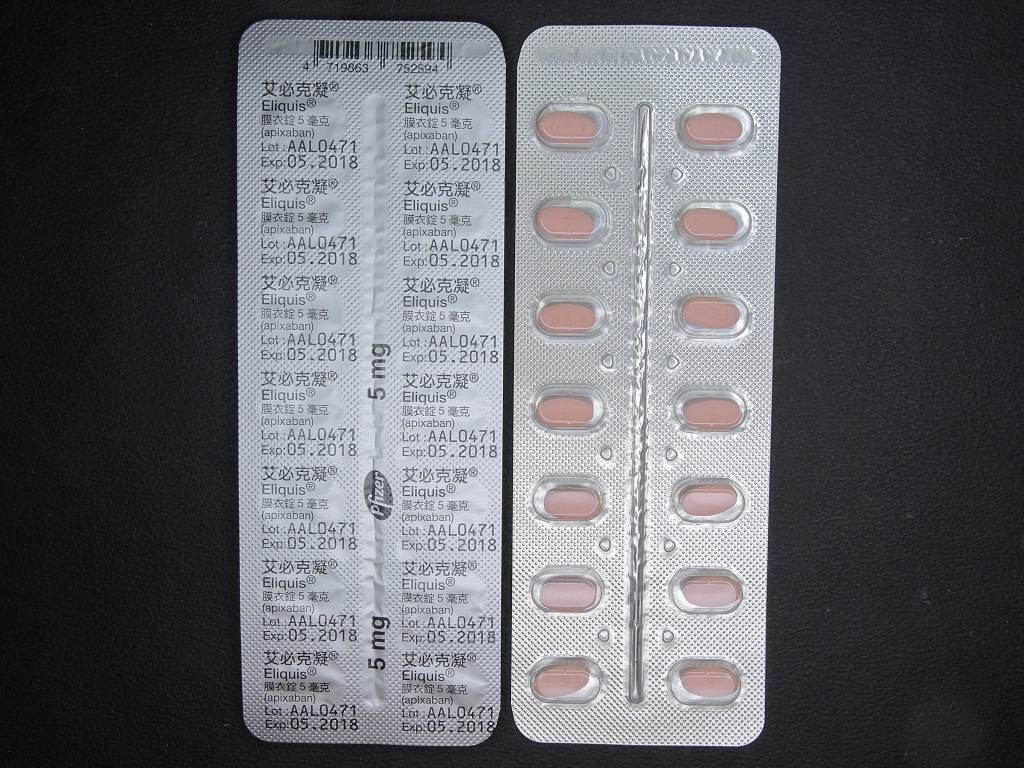 4 719863 752594
艾必克凝®
Eliquis®
膜衣錠 5 毫克
(apixaban)
Lot : AAL0471
Exp: 05.2018
艾必克凝®
Eliquis®
膜衣錠 5 毫克
(apixaban)
Lot : AAL0471
Exp: 05.2018
艾必克凝®
Eliquis®
膜衣錠 5 毫克
(apixaban)
Lot : AAL0471
Exp: 05.2018
艾必克凝®
Eliquis®
膜衣錠 5 毫克
(apixaban)
Lot : AAL0471
Exp: 05.2018
艾必克凝®
Eliquis®
膜衣錠 5 毫克
(apixaban)
Lot : AAL0471
Exp: 05.2018
艾必克凝®
Eliquis®
膜衣錠 5 毫克
(apixaban)
Lot : AAL0471
Exp: 05.2018
艾必克凝®
Eliquis®
膜衣錠 5 毫克
(apixaban)
Lot : AAL0471
Exp: 05.2018
5 mg
Pfizer
5 mg
艾必克凝®
Eliquis®
膜衣錠 5 毫克
(apixaban)
Lot : AAL0471
Exp: 05.2018
艾必克凝®
Eliquis®
膜衣錠 5 毫克
(apixaban)
Lot : AAL0471
Exp: 05.2018
艾必克凝®
Eliquis®
膜衣錠 5 毫克
(apixaban)
Lot : AAL0471
Exp: 05.2018
艾必克凝®
Eliquis®
膜衣錠 5 毫克
(apixaban)
Lot : AAL0471
Exp: 05.2018
艾必克凝®
Eliquis®
膜衣錠 5 毫克
(apixaban)
Lot : AAL0471
Exp: 05.2018
艾必克凝®
Eliquis®
膜衣錠 5 毫克
(apixaban)
Lot : AAL0471
Exp: 05.2018
艾必克凝®
Eliquis®
膜衣錠 5 毫克
(apixaban)
Lot : AAL0471
Exp: 05.2018